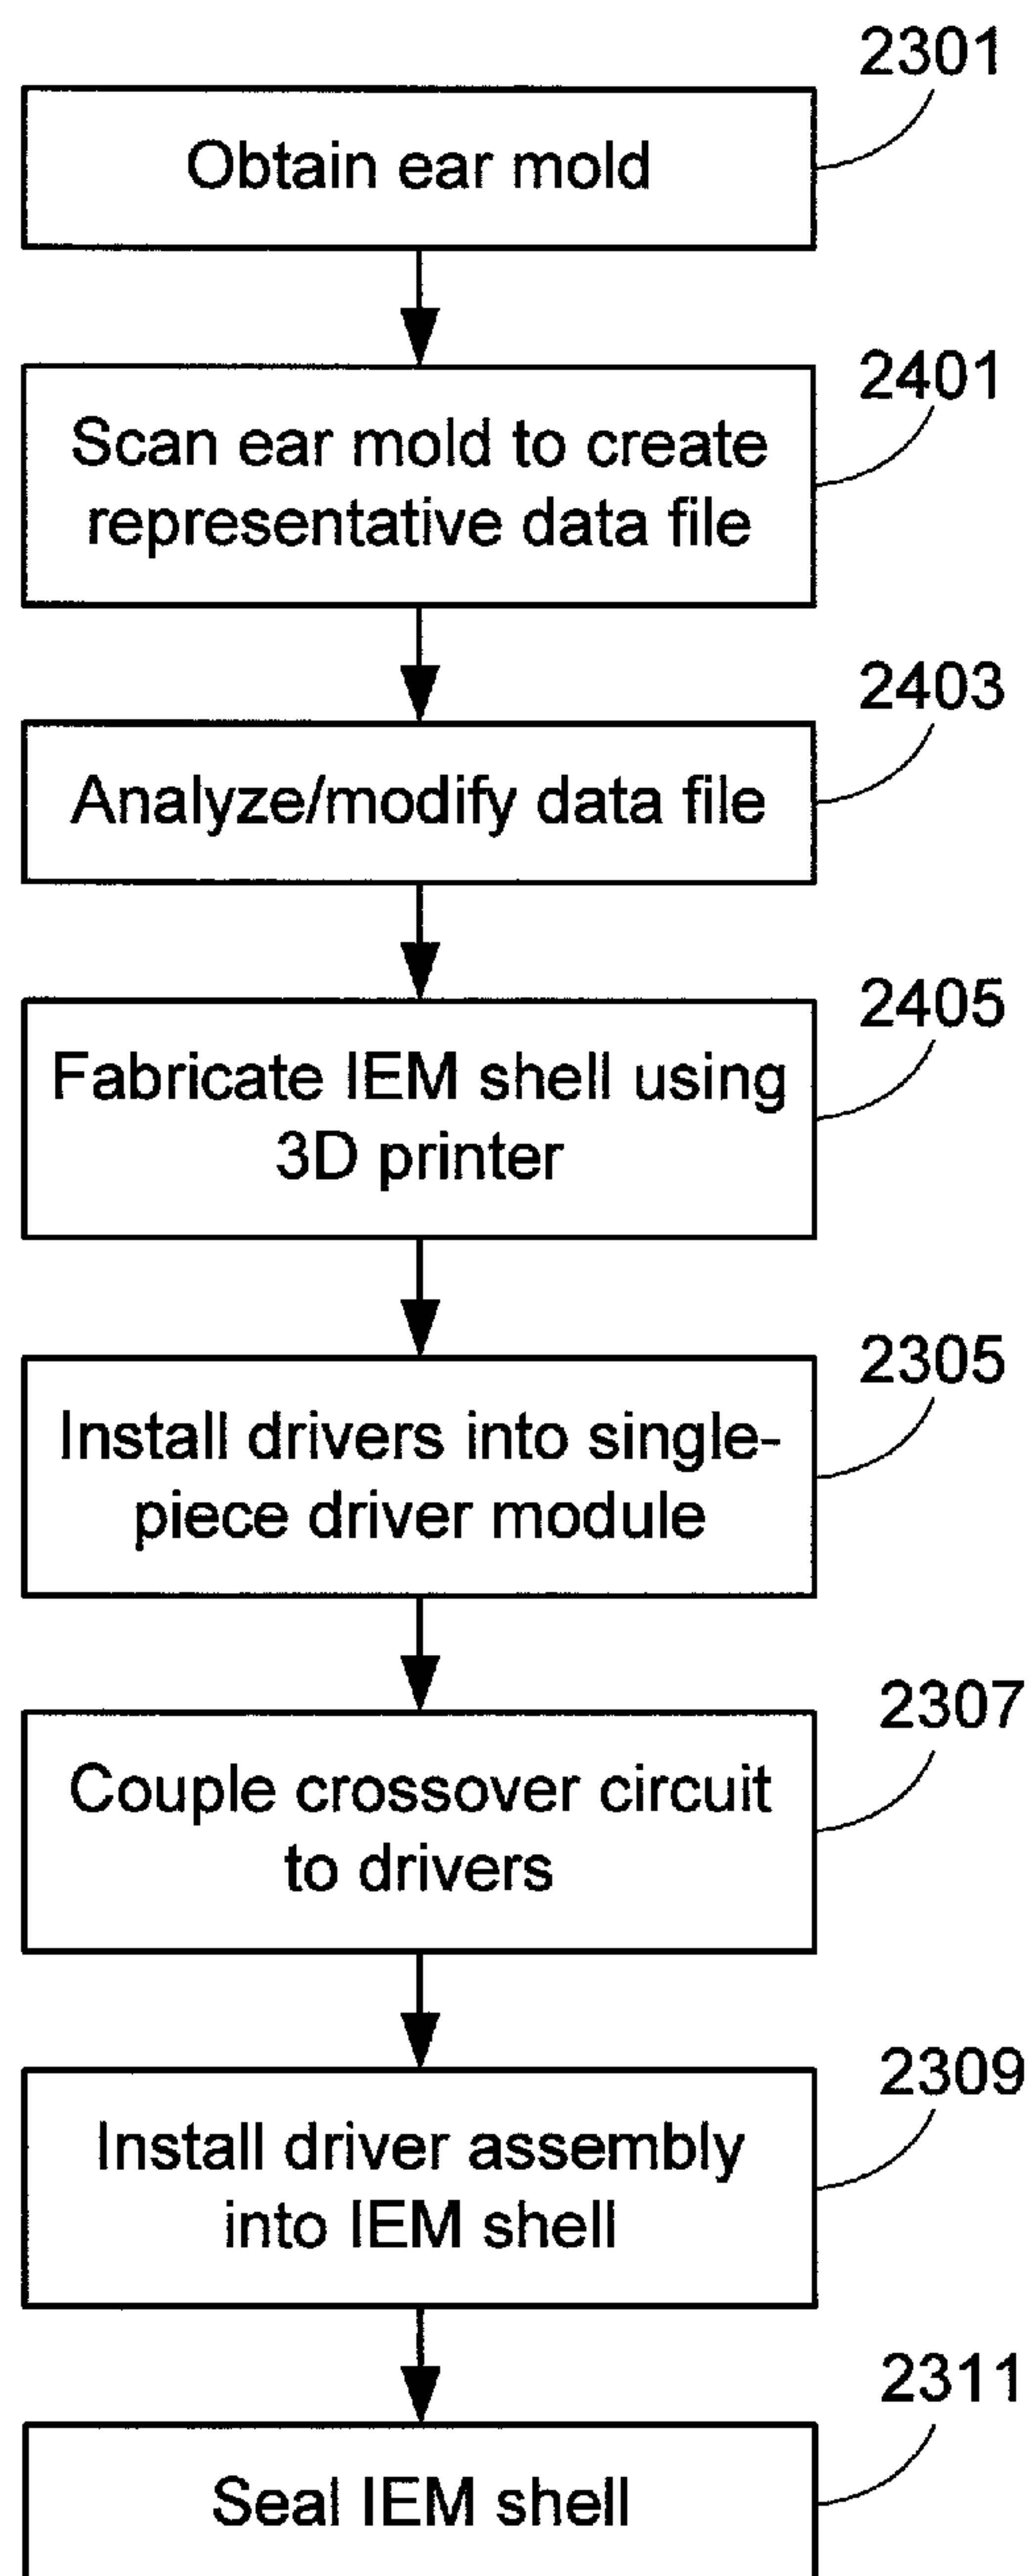 2301
Obtain ear mold
2401
Scan ear mold to create
representative data file
2403
Analyze/modify data file
2405
Fabricate IEM shell using
3D printer
2305
Install drivers into single-
piece driver module
2307
Couple crossover circuit
to drivers
2309
Install driver assembly
into IEM shell
2311
Seal IEM shell